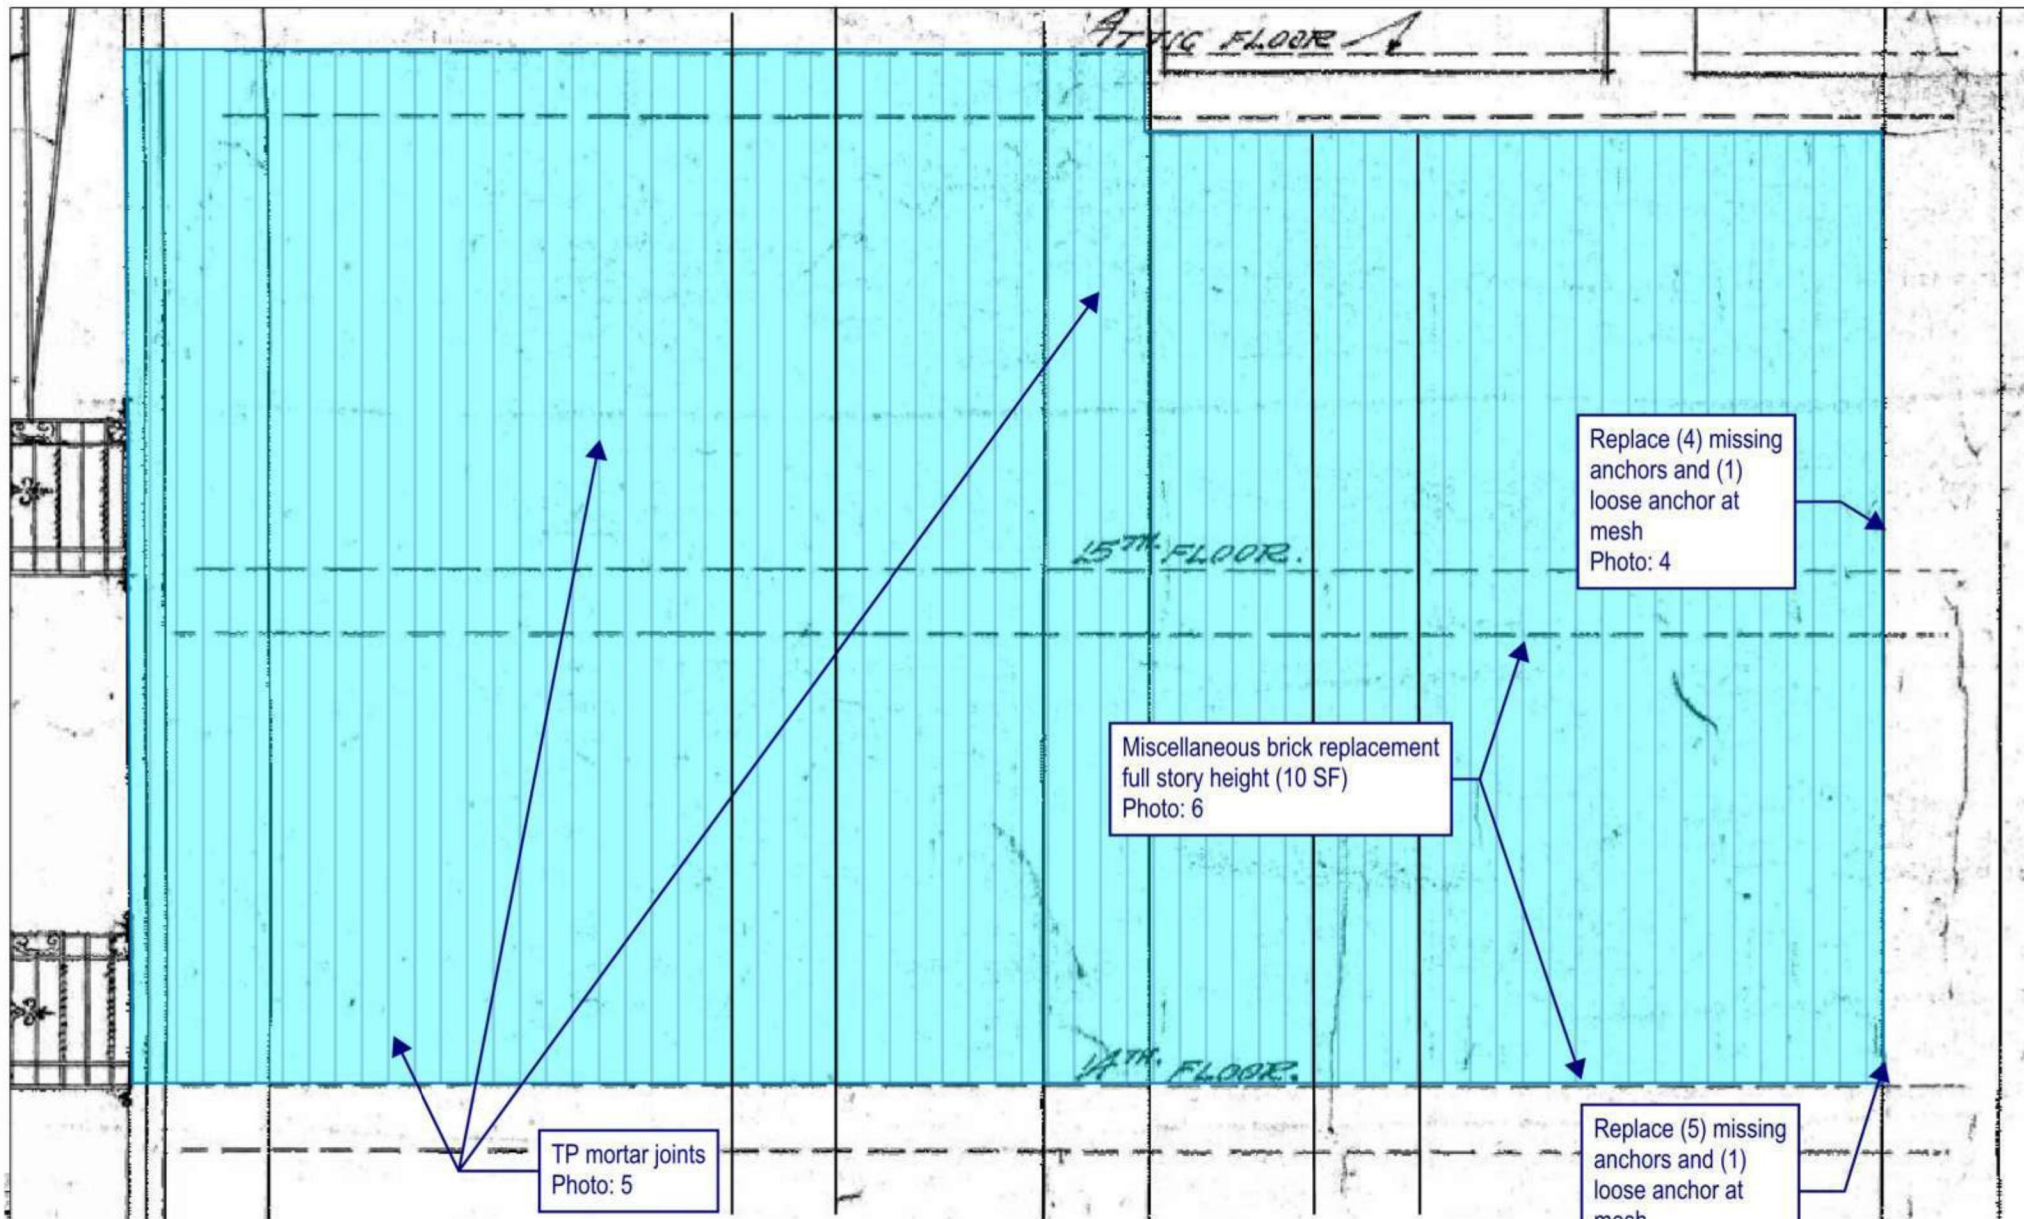 ATTIC FLOOR
Replace (4) missing
anchors and (1)
loose anchor at
mesh
Photo: 4
15TH. FLOOR.
Miscellaneous brick replacement
full story height (10 SF)
Photo: 6
14TH. FLOOR.
TP mortar joints
Photo: 5
Replace (5) missing
anchors and (1)
loose anchor at
mesh